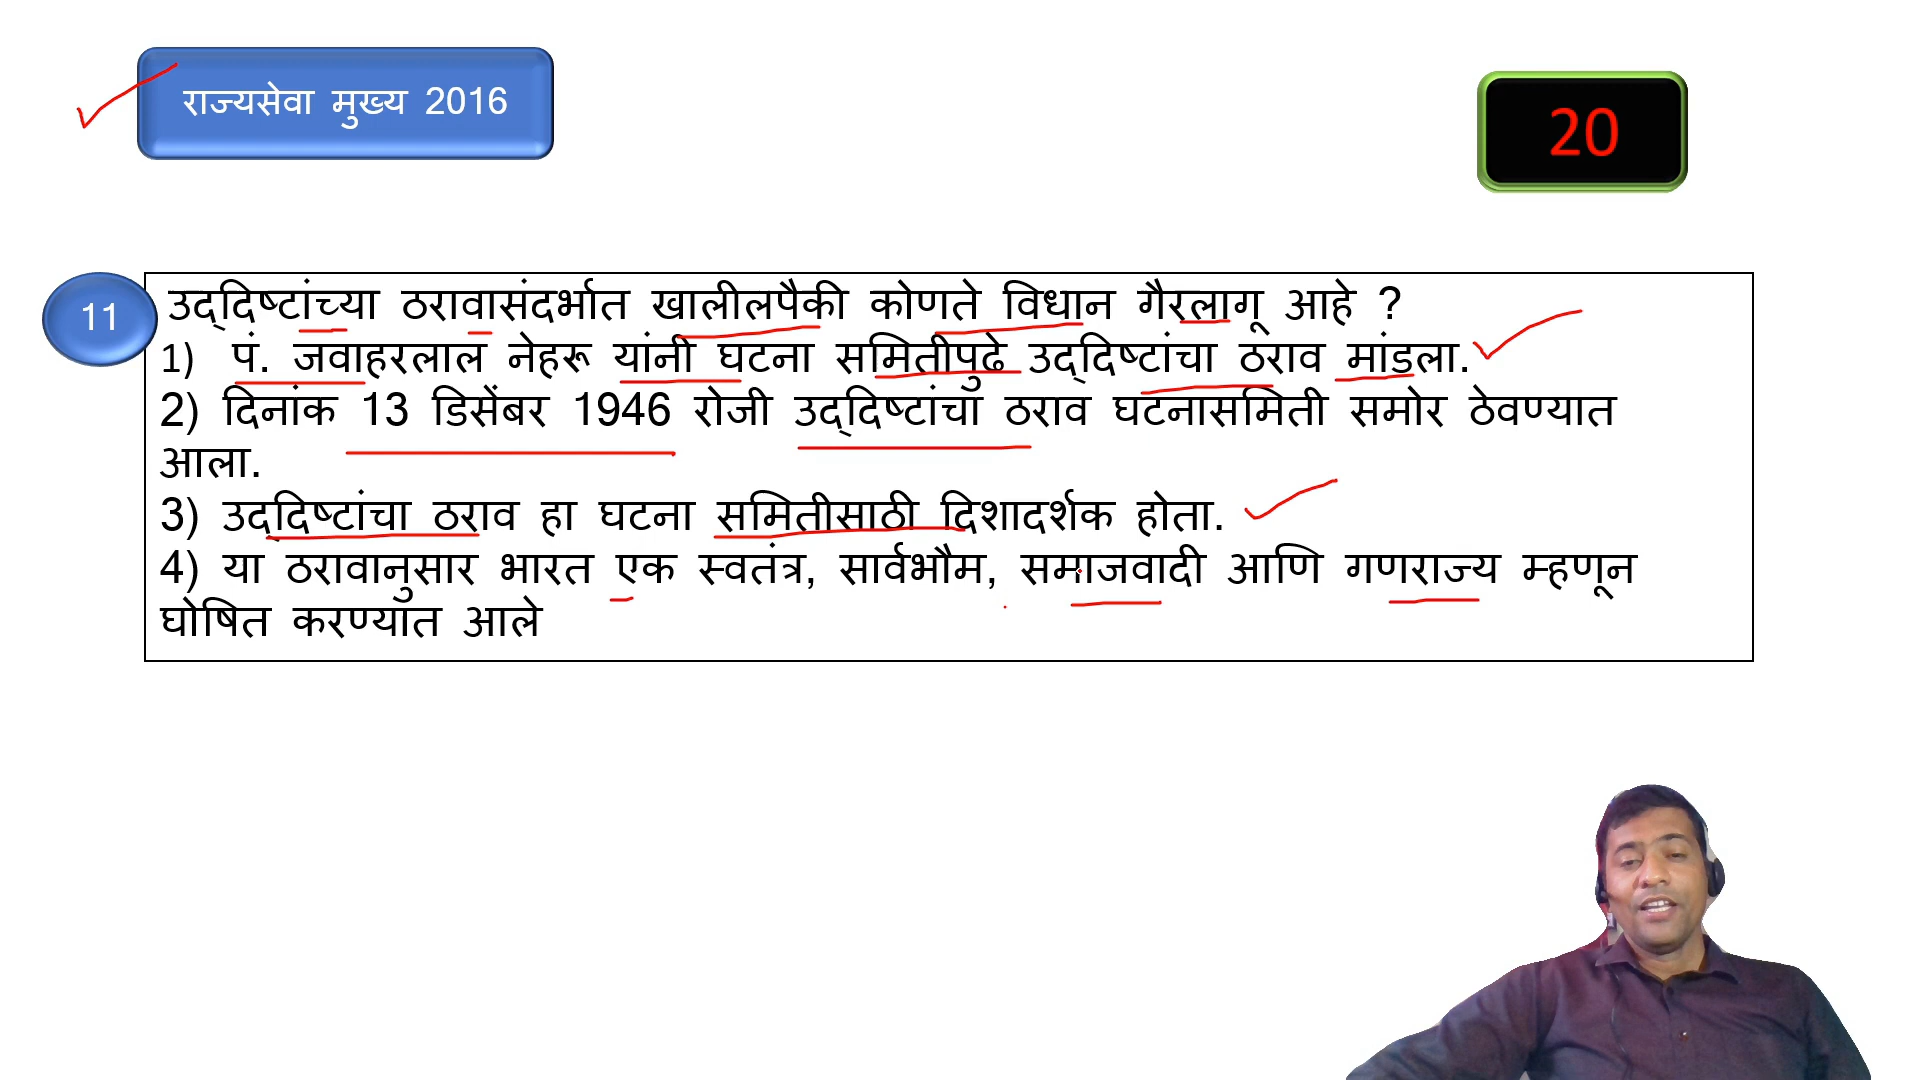 राज्यसेवा मुख्य 2016
20
11
उद्दिष्टांच्या ठरावासंदर्भात खालीलपैकी कोणते विधान गैरलागू आहे ?
1) पं. जवाहरलाल नेहरू यांनी घटना समितीपुढे उद्दिष्टांचा ठराव मांडला.
2) दिनांक 13 डिसेंबर 1946 रोजी उद्दिष्टांचा ठराव घटनासमिती समोर ठेवण्यात
आला.
3) उद्दिष्टांचा ठराव हा घटना समितीसाठी दिशादर्शक होता.
4) या ठरावानुसार भारत एक स्वतंत्र, सार्वभौम, समाजवादी आणि गणराज्य म्हणून
घोषित करण्यात आले